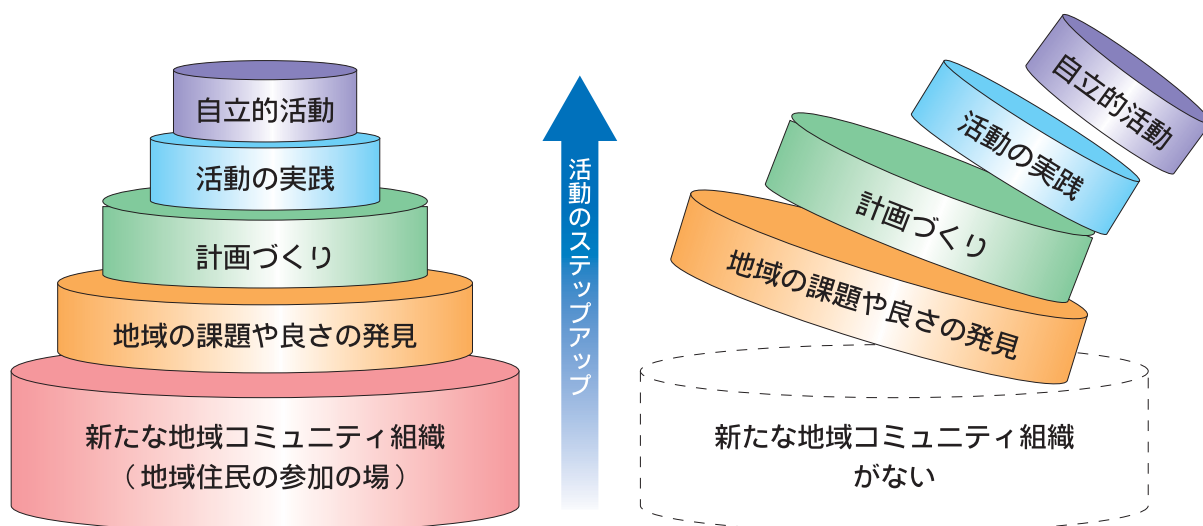 自立的活動
活動の実践
計画づくり
地域の課題や良さの発見
新たな地域コミュニティ組織
（地域住民の参加の場）
活動のステップアップ
自立的活動
活動の実践
計画づくり
地域の課題や良さの発見
新たな地域コミュニティ組織
がない